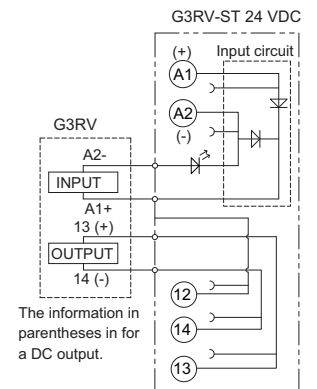 G3RV-ST 24 VDC
(+)
Input circuit
A1
A2
(-)
G3RV
A2-
INPUT
A1+
13 (+)
OUTPUT
14 (-)
12
14
13
The information in
parentheses in for
a DC output.